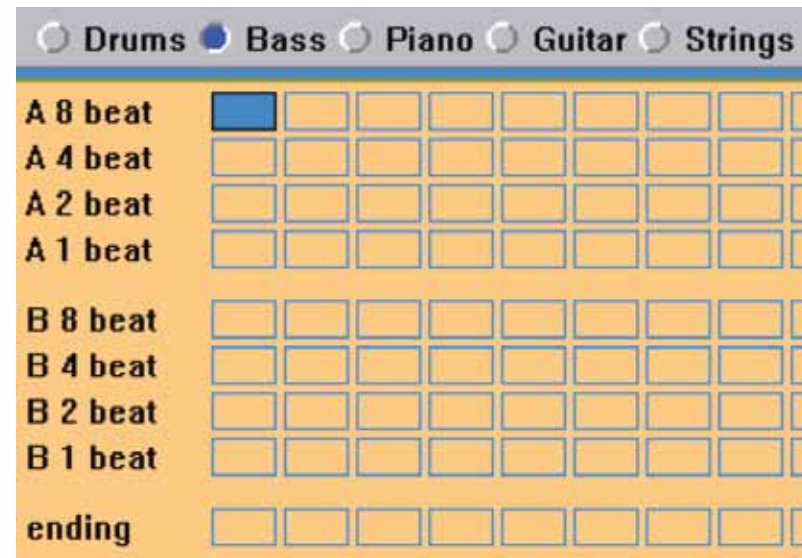 Drums Bass Piano Guitar Strings
A 8 beat
A 4 beat
A 2 beat
A 1 beat
B 8 beat
B 4 beat
B 2 beat
B 1 beat
ending